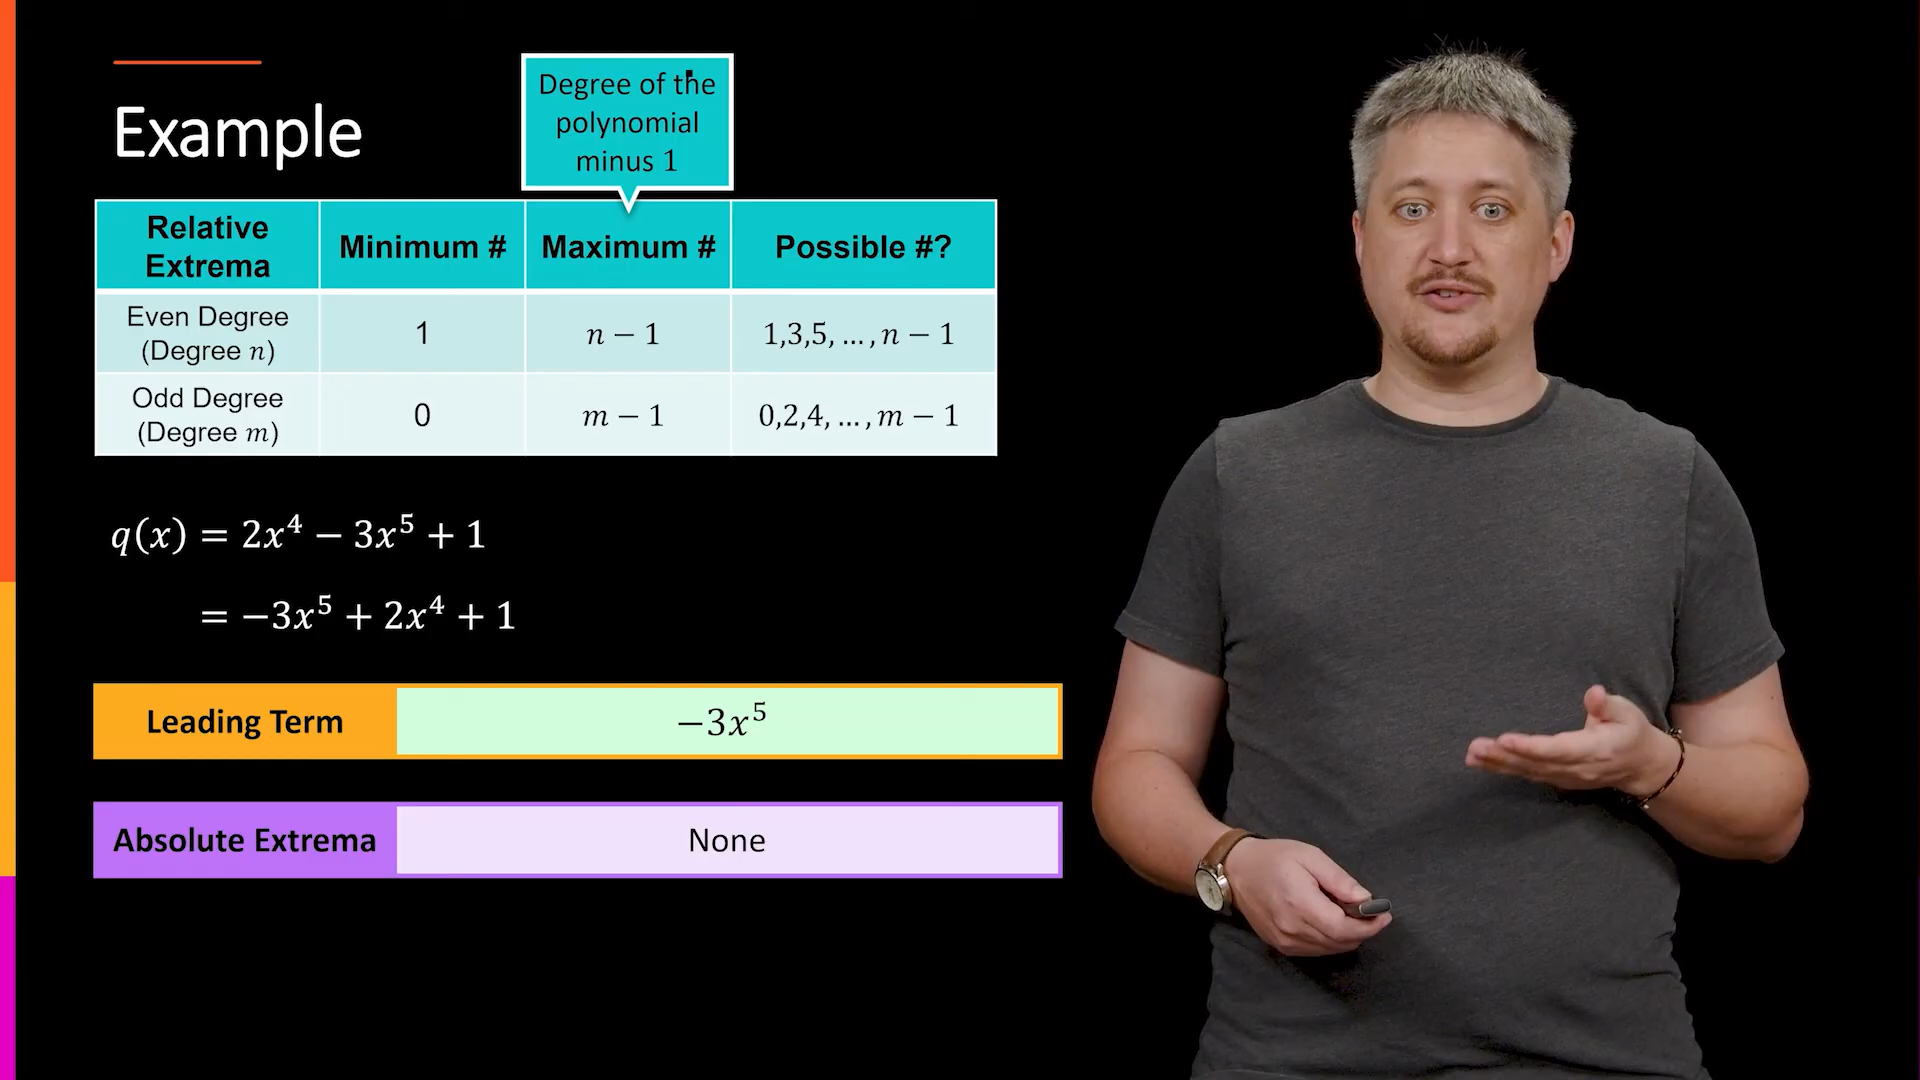 Example
Degree of the
polynomial
minus 1
Relative
Extrema
Minimum #
Maximum #
Possible #?
Even Degree
(Degree n)
1
n − 1
1,3,5, … , n − 1
Odd Degree
(Degree m)
0
m − 1
0,2,4, … , m − 1
q(x) = 2x⁴ − 3x⁵ + 1
= −3x⁵ + 2x⁴ + 1
Leading Term
−3x⁵
Absolute Extrema
None